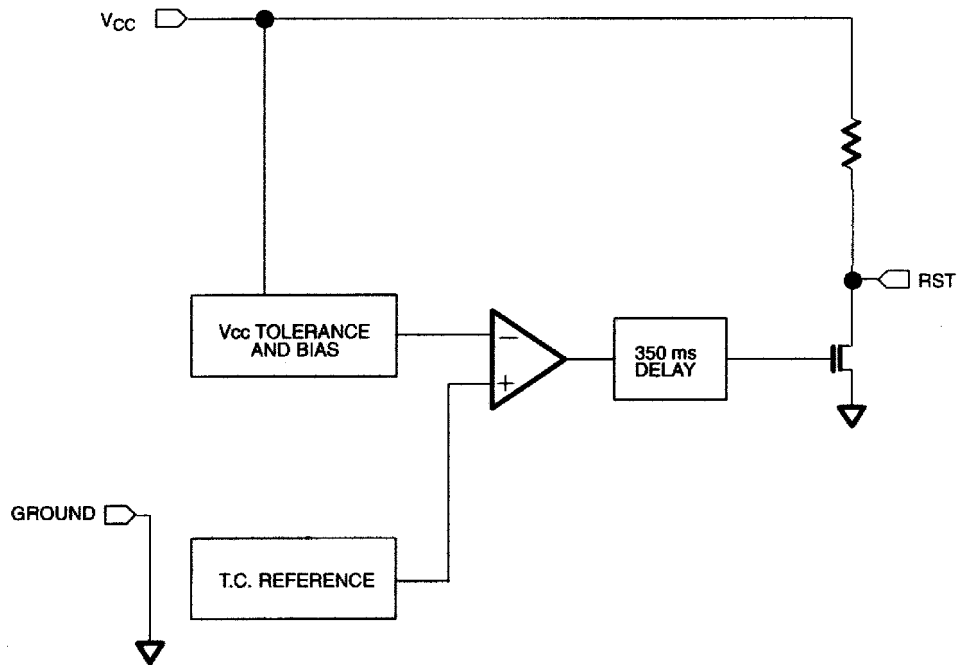 VCC
RST
Vcc TOLERANCE
AND BIAS
−
+
350 ms
DELAY
GROUND
T.C. REFERENCE